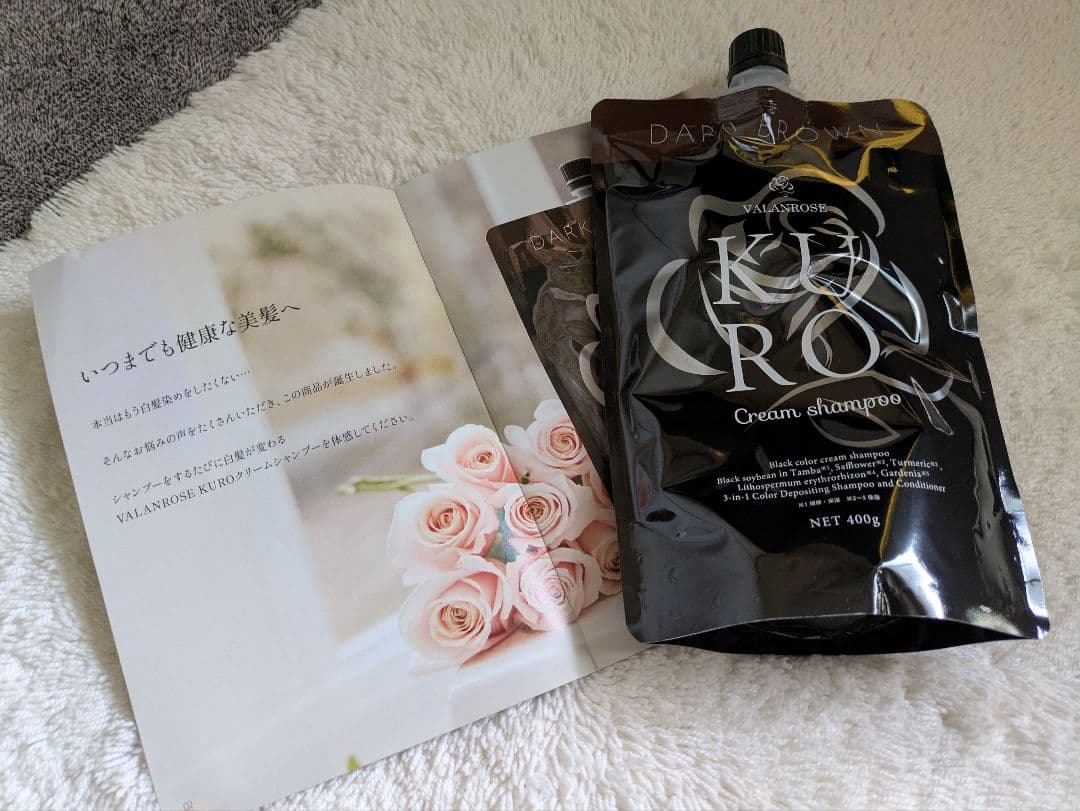 いつまでも健康な美髪へ
本当はもう白髪染めをしたくない…
そんなお悩みの声をたくさんいただき、この商品が誕生しました。
シャンプーをするたびに白髪が変わる
VALANROSE KUROクリームシャンプーを体感してください。
DARK
DARK BROWN
VALANROSE
KU
RO
Cream shampoo
Black color cream shampoo
Black soybean in Tamba※1, Safflower※2, Turmeric※3,
Lithospermum erythrorhizon※4, Gardenia※5
3-in-1 Color Depositing Shampoo and Conditioner
NET 400g